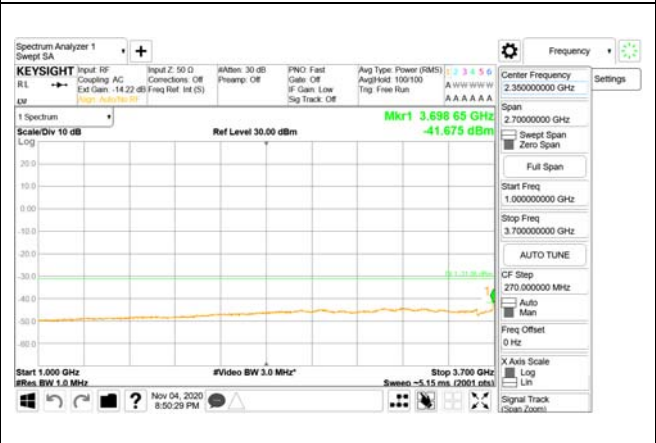 Spectrum Analyzer 1
Swept SA
Frequency
KEYSIGHT
Input: RF
Coupling: AC
Ext Gain: -14.22 dB
Align: Auto/No RF
Input Z: 50 Ω
Corrections: Off
Freq Ref: Int (S)
#Atten: 30 dB
Preamp: Off
PNO: Fast
Gate: Off
IF Gain: Low
Sig Track: Off
Avg Type: Power (RMS)
Avg|Hold: 100/100
Trig: Free Run
1 2 3 4 5 6
A W W W W W
A A A A A A
R L
1 Spectrum
Scale/Div 10 dB
Ref Level 30.00 dBm
Mkr1 3.698 65 GHz
-41.675 dBm
Log
20.0
10.0
0.00
-10.0
-20.0
-30.0
-40.0
-50.0
-60.0
1
Start 1.000 GHz
#Video BW 3.0 MHz*
Stop 3.700 GHz
#Res BW 1.0 MHz
Sweep ~5.15 ms (2001 pts)
Nov 04, 2020
8:50:29 PM
Settings
Center Frequency
2.350000000 GHz
Span
2.70000000 GHz
Swept Span
Zero Span
Full Span
Start Freq
1.000000000 GHz
Stop Freq
3.700000000 GHz
AUTO TUNE
CF Step
270.000000 MHz
Auto
Man
Freq Offset
0 Hz
X Axis Scale
Log
Lin
Signal Track
(Span Zoom)